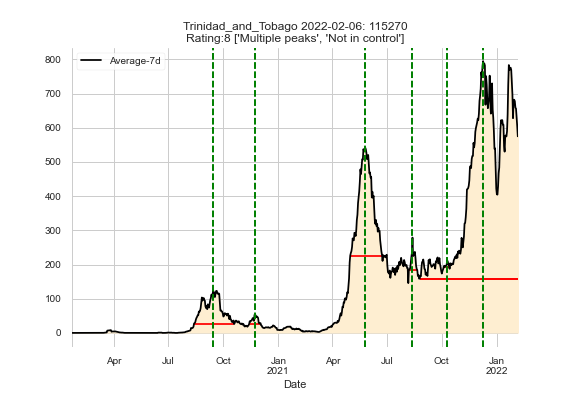 Trinidad_and_Tobago 2022-02-06: 115270
Rating:8 ['Multiple peaks', 'Not in control']
Average-7d
800
700
600
500
400
300
200
100
0
Apr Jul Oct Jan Apr Jul Oct Jan
2021 2022
Date